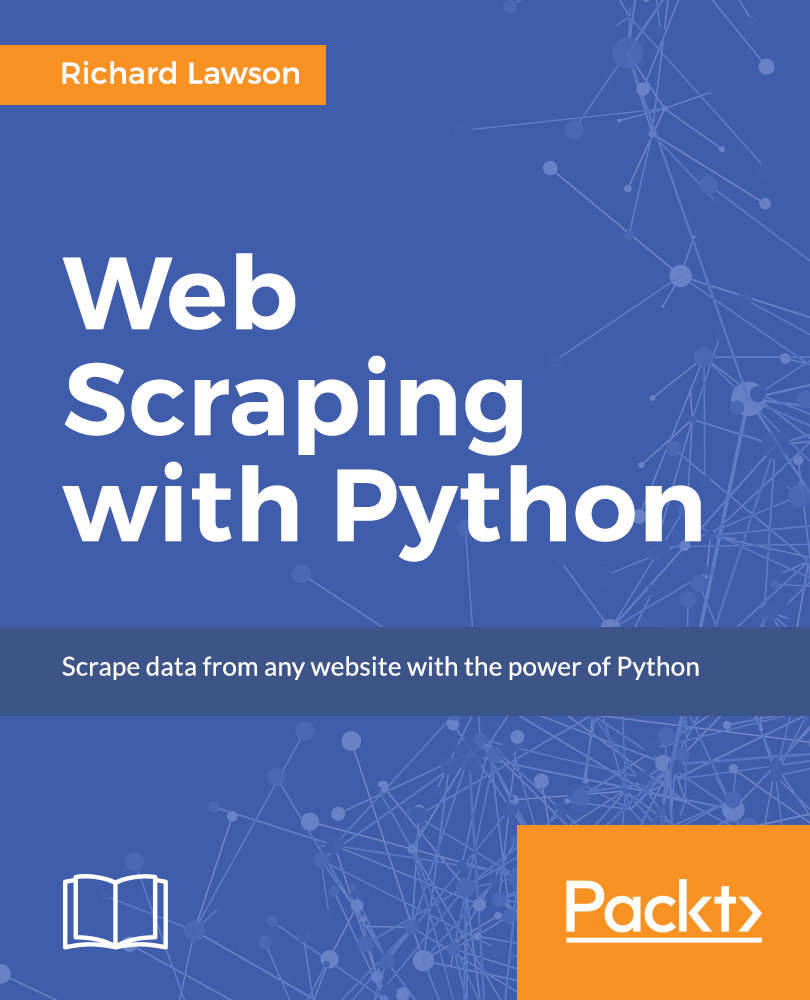 Richard Lawson
Web
Scraping
with Python
Scrape data from any website with the power of Python
Packt>